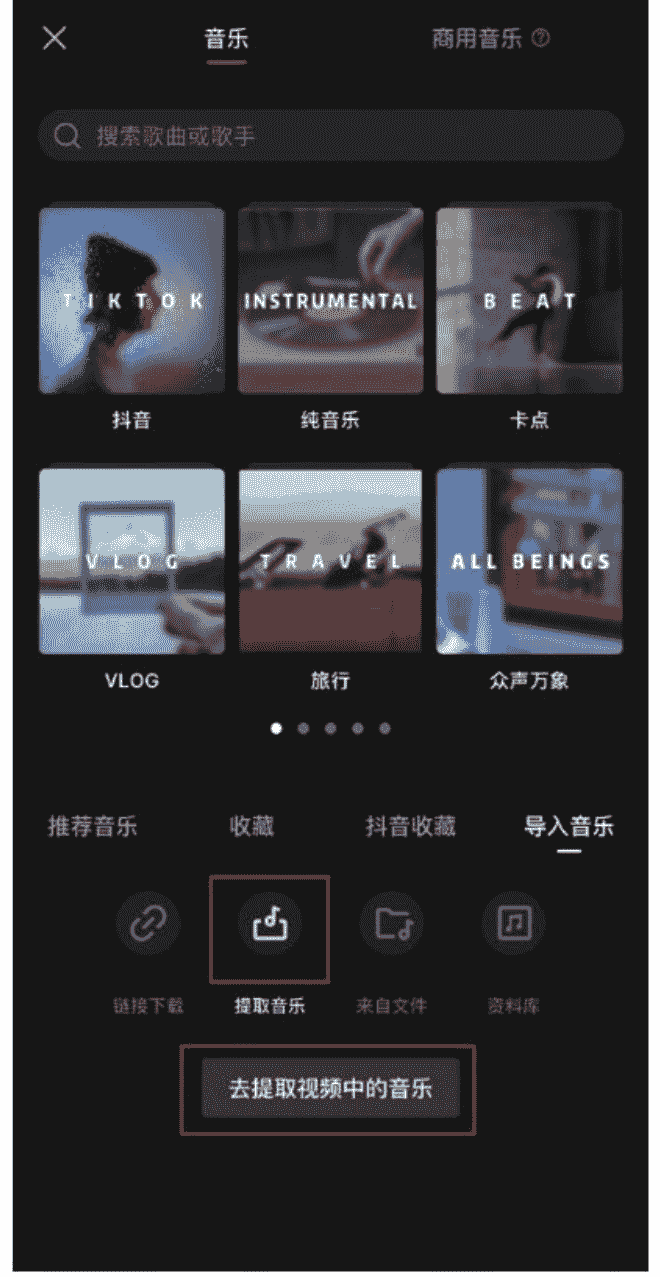 音乐 商用音乐 ?
搜索歌曲或歌手
TIKTOK INSTRUMENTAL BEAT
抖音 纯音乐 卡点
VLOG TRAVEL ALL BEINGS
VLOG 旅行 众声万象
推荐音乐 收藏 抖音收藏 导入音乐
链接下载 提取音乐 来自文件 资料库
去提取视频中的音乐